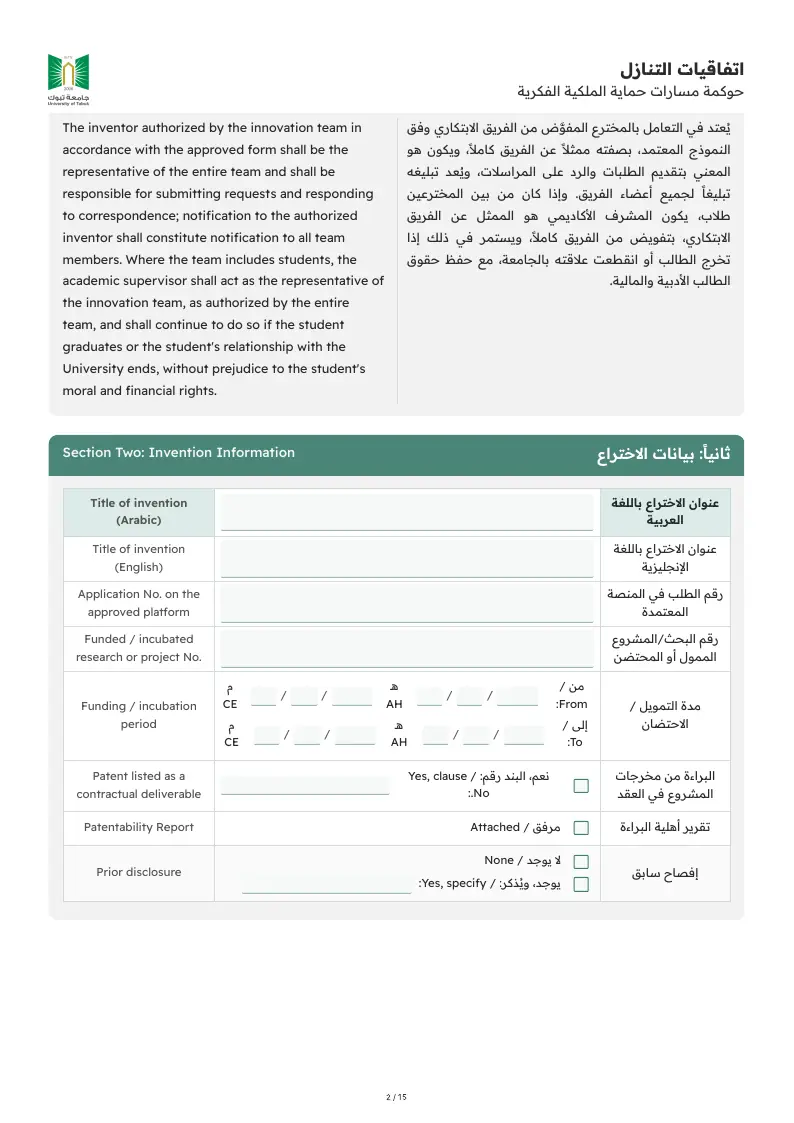 اتفاقيات التنازل
حوكمة مسارات حماية الملكية الفكرية
جامعة تبوك
University of Tabuk
The inventor authorized by the innovation team in
accordance with the approved form shall be the
representative of the entire team and shall be
responsible for submitting requests and responding
to correspondence; notification to the authorized
inventor shall constitute notification to all team
members. Where the team includes students, the
academic supervisor shall act as the representative of
the innovation team, as authorized by the entire
team, and shall continue to do so if the student
graduates or the student's relationship with the
University ends, without prejudice to the student's
moral and financial rights.
يُعتد في التعامل بالمخترع المفوَّض من الفريق الابتكاري وفق
النموذج المعتمد، بصفته ممثلاً عن الفريق كاملاً، ويكون هو
المعني بتقديم الطلبات والرد على المراسلات، ويُعد تبليغه
تبليغاً لجميع أعضاء الفريق. وإذا كان من بين المخترعين
طلاب، يكون المشرف الأكاديمي هو الممثل عن الفريق
الابتكاري، بتفويض من الفريق كاملاً، ويستمر في ذلك إذا
تخرج الطالب أو انقطعت علاقته بالجامعة، مع حفظ حقوق
الطالب الأدبية والمالية.
Section Two: Invention Information
ثانياً: بيانات الاختراع
Title of invention
(Arabic)
عنوان الاختراع باللغة
العربية
Title of invention
(English)
عنوان الاختراع باللغة
الإنجليزية
Application No. on the
approved platform
رقم الطلب في المنصة
المعتمدة
Funded / incubated
research or project No.
رقم البحث/المشروع
الممول أو المحتضن
Funding / incubation
period
من /
From:
/ / هـ
AH
/ / م
CE
إلى /
To:
/ / هـ
AH
/ / م
CE
مدة التمويل /
الاحتضان
Patent listed as a
contractual deliverable
نعم، البند رقم: / Yes, clause
No.:
البراءة من مخرجات
المشروع في العقد
Patentability Report
مرفق / Attached
تقرير أهلية البراءة
Prior disclosure
لا يوجد / None
يوجد، ويُذكر: / Yes, specify:
إفصاح سابق
2 / 15